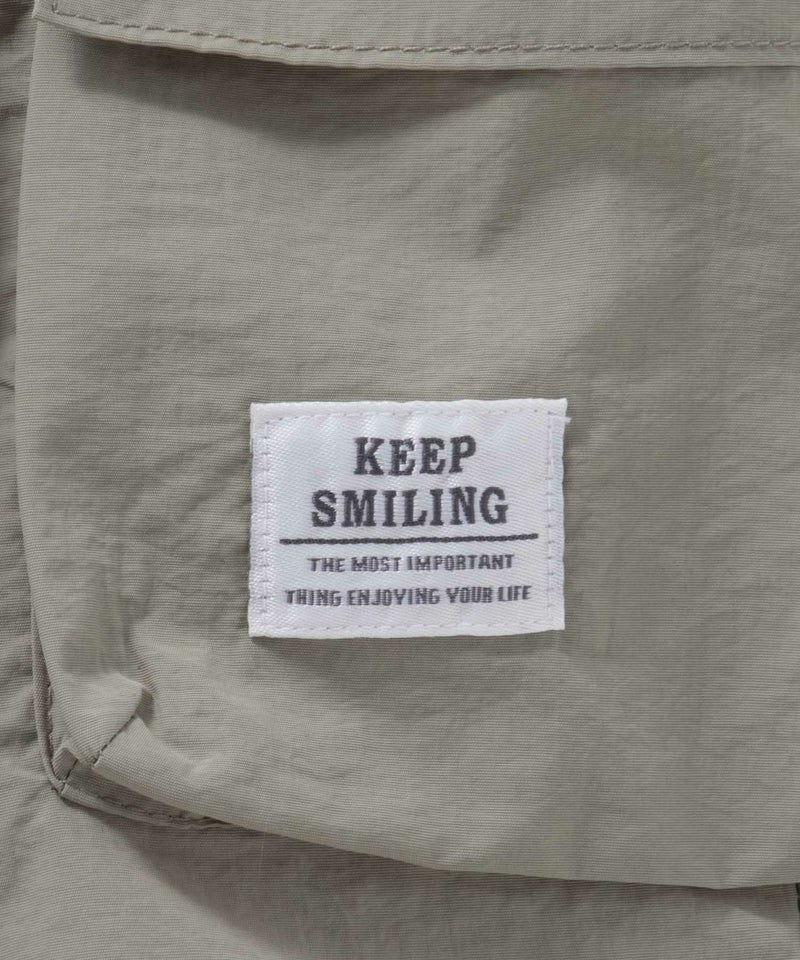 KEEP
SMILING
THE MOST IMPORTANT
THING ENJOYING YOUR LIFE